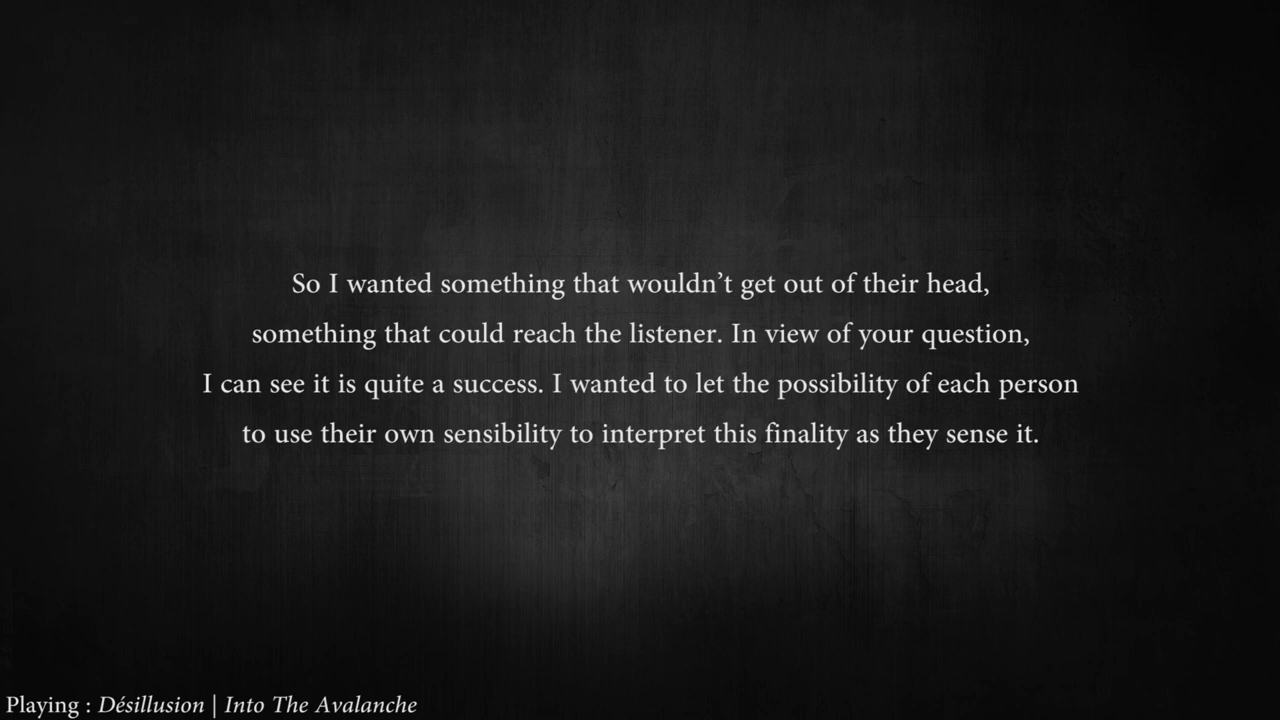 So I wanted something that wouldn’t get out of their head,
something that could reach the listener. In view of your question,
I can see it is quite a success. I wanted to let the possibility of each person
to use their own sensibility to interpret this finality as they sense it.
Playing : Désillusion | Into The Avalanche